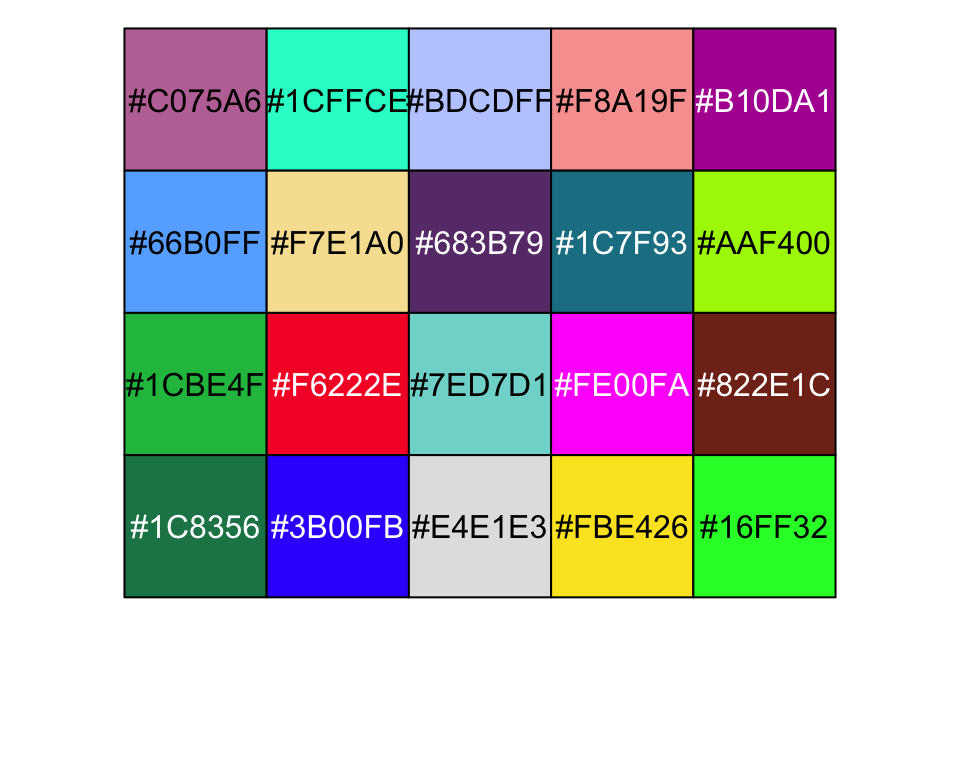 #C075A6 #1CFFCE #BDCDFF #F8A19F #B10DA1
#66B0FF #F7E1A0 #683B79 #1C7F93 #AAF400
#1CBE4F #F6222E #7ED7D1 #FE00FA #822E1C
#1C8356 #3B00FB #E4E1E3 #FBE426 #16FF32